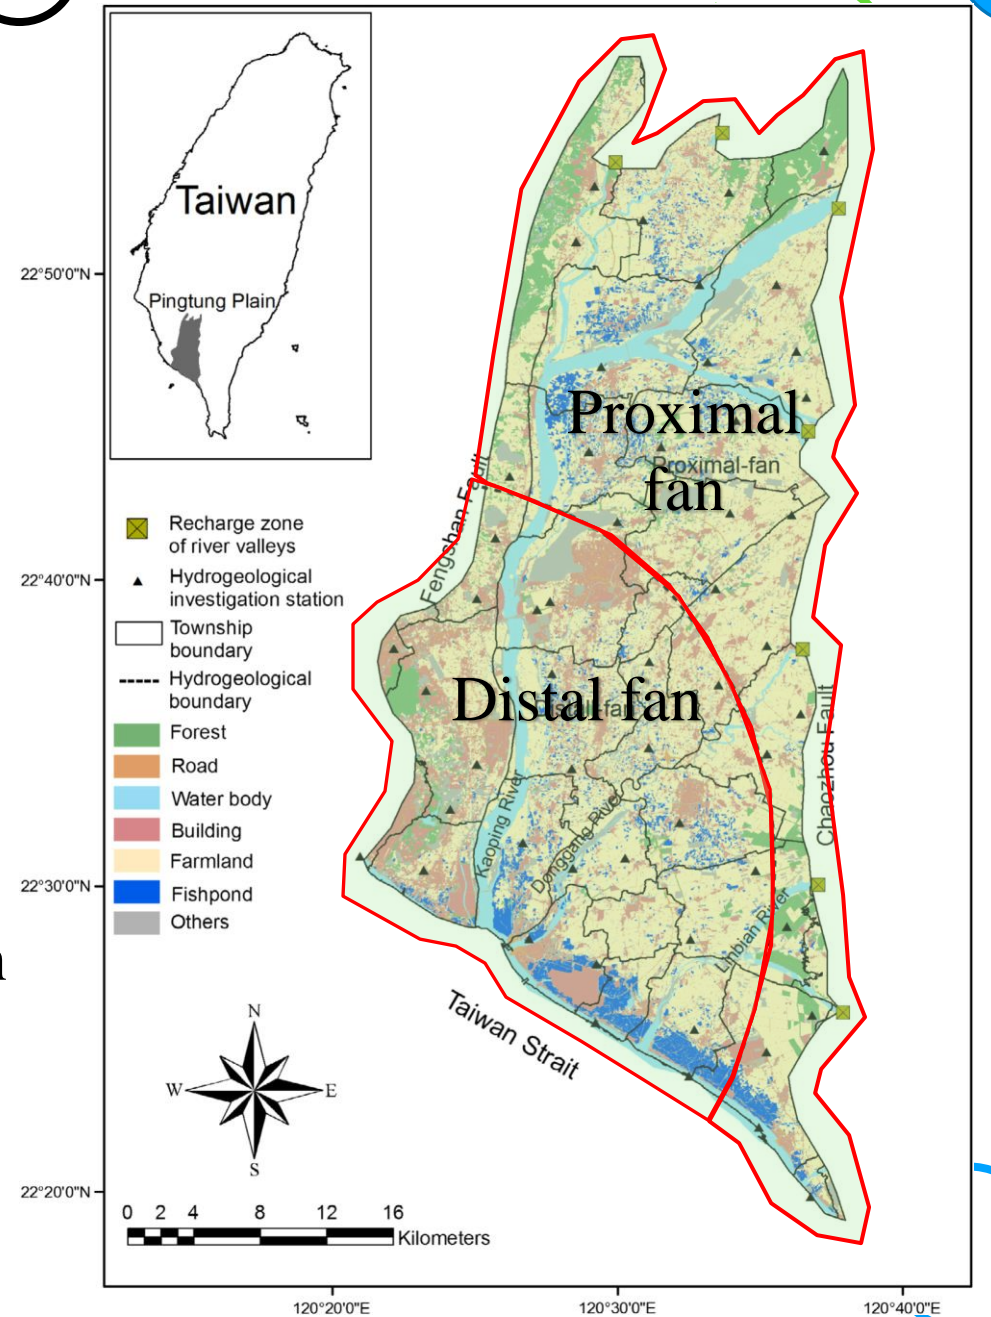 Taiwan
Pingtung Plain
22°50'0"N
22°40'0"N
22°30'0"N
22°20'0"N
Proximal
fan
Proximal-fan
Distal fan
Distal-fan
Fengshan Fault
Chaozhou Fault
Kaoping River
Donggang River
Linbian River
Taiwan Strait
Recharge zone
of river valleys
Hydrogeological
investigation station
Township
boundary
Hydrogeological
boundary
Forest
Road
Water body
Building
Farmland
Fishpond
Others
N
W
E
S
0 2 4 8 12 16
Kilometers
120°20'0"E
120°30'0"E
120°40'0"E